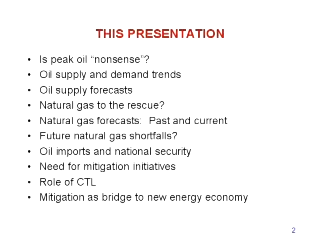 THIS PRESENTATION
• Is peak oil “nonsense”?
• Oil supply and demand trends
• Oil supply forecasts
• Natural gas to the rescue?
• Natural gas forecasts: Past and current
• Future natural gas shortfalls?
• Oil imports and national security
• Need for mitigation initiatives
• Role of CTL
• Mitigation as bridge to new energy economy
2